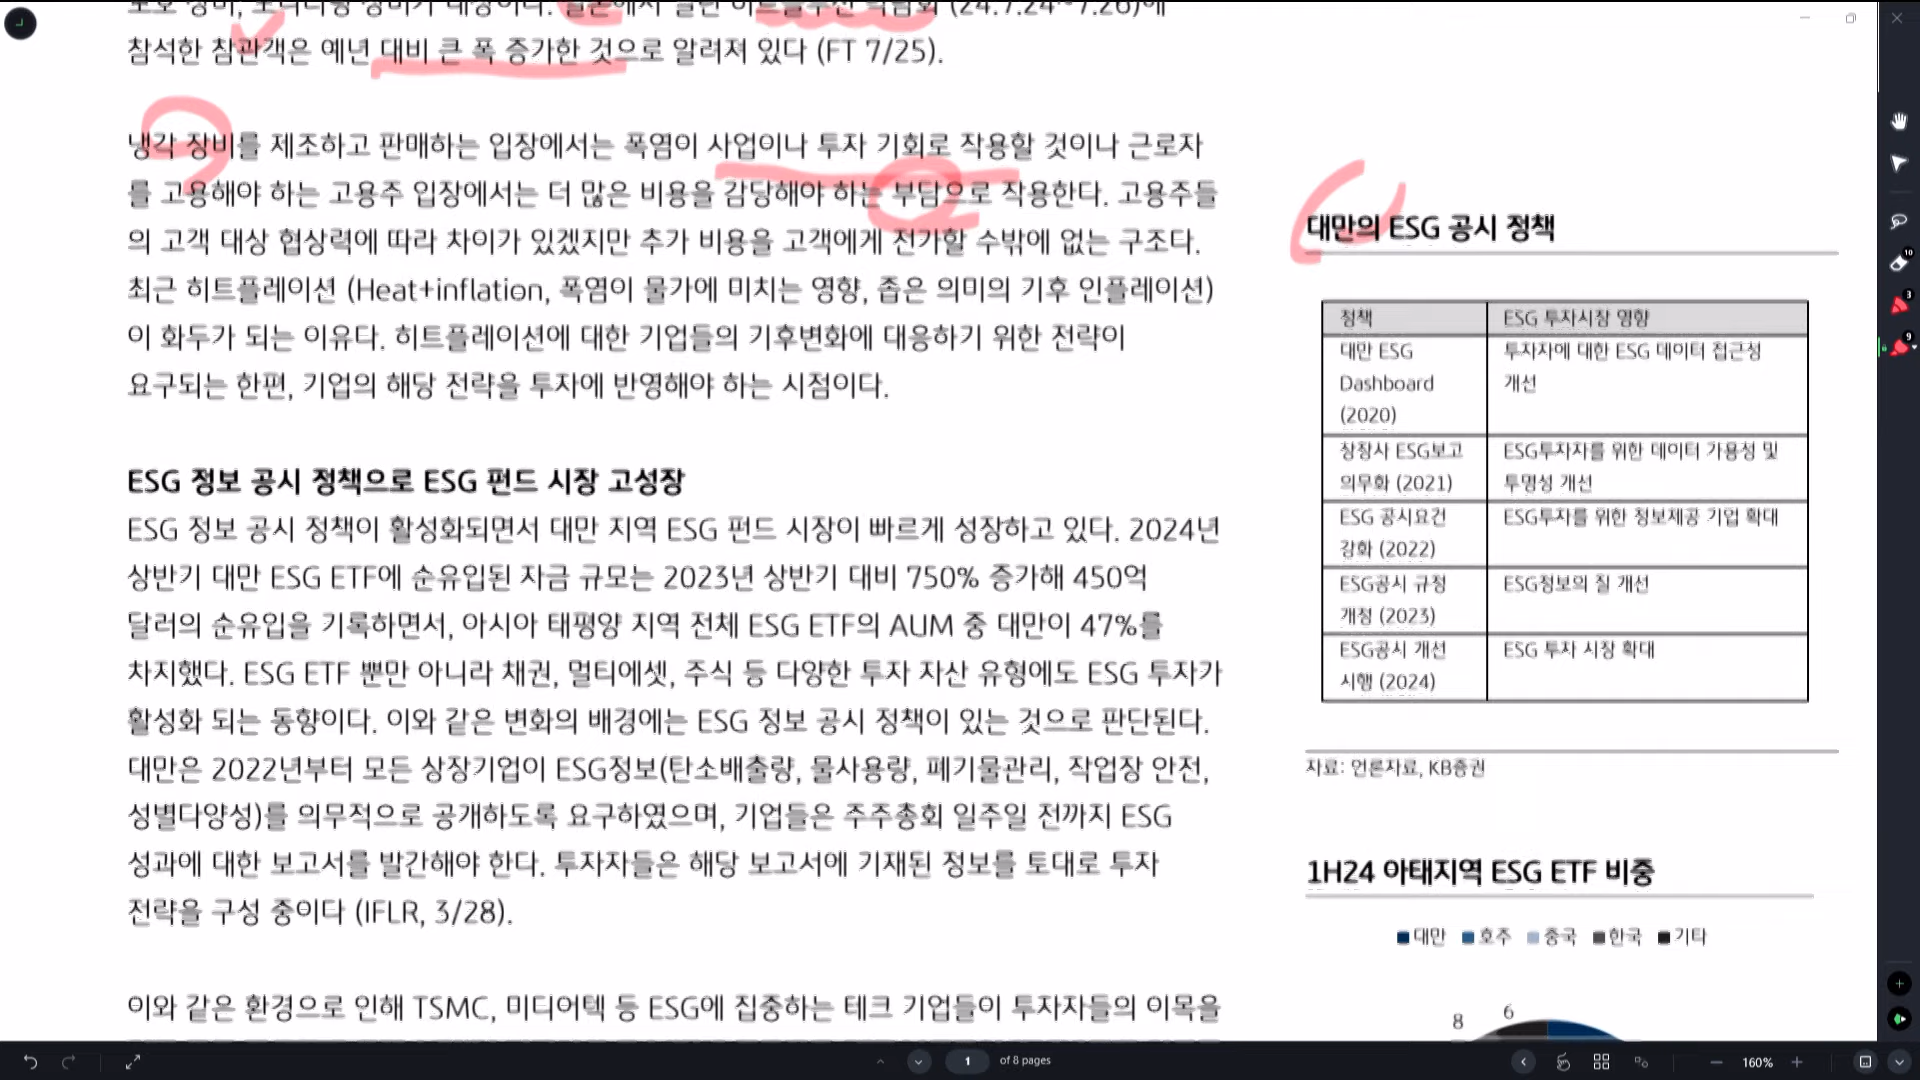 참석한 참관객은 예년 대비 큰 폭 증가한 것으로 알려져 있다 (FT 7/25).
냉각 장비를 제조하고 판매하는 입장에서는 폭염이 사업이나 투자 기회로 작용할 것이나 근로자
를 고용해야 하는 고용주 입장에서는 더 많은 비용을 감당해야 하는 부담으로 작용한다. 고용주들
의 고객 대상 협상력에 따라 차이가 있겠지만 추가 비용을 고객에게 전가할 수밖에 없는 구조다.
최근 히트플레이션 (Heat+inflation, 폭염이 물가에 미치는 영향, 좁은 의미의 기후 인플레이션)
이 화두가 되는 이유다. 히트플레이션에 대한 기업들의 기후변화에 대응하기 위한 전략이
요구되는 한편, 기업의 해당 전략을 투자에 반영해야 하는 시점이다.
ESG 정보 공시 정책으로 ESG 펀드 시장 고성장
ESG 정보 공시 정책이 활성화되면서 대만 지역 ESG 펀드 시장이 빠르게 성장하고 있다. 2024년
상반기 대만 ESG ETF에 순유입된 자금 규모는 2023년 상반기 대비 750% 증가해 450억
달러의 순유입을 기록하면서, 아시아 태평양 지역 전체 ESG ETF의 AUM 중 대만이 47%를
차지했다. ESG ETF 뿐만 아니라 채권, 멀티에셋, 주식 등 다양한 투자 자산 유형에도 ESG 투자가
활성화 되는 동향이다. 이와 같은 변화의 배경에는 ESG 정보 공시 정책이 있는 것으로 판단된다.
대만은 2022년부터 모든 상장기업이 ESG정보(탄소배출량, 물사용량, 폐기물관리, 작업장 안전,
성별다양성)를 의무적으로 공개하도록 요구하였으며, 기업들은 주주총회 일주일 전까지 ESG
성과에 대한 보고서를 발간해야 한다. 투자자들은 해당 보고서에 기재된 정보를 토대로 투자
전략을 구성 중이다 (IFLR, 3/28).
이와 같은 환경으로 인해 TSMC, 미디어텍 등 ESG에 집중하는 테크 기업들이 투자자들의 이목을
대만의 ESG 공시 정책
정책 ESG 투자시장 영향
대만 ESG 투자자에 대한 ESG 데이터 접근성
Dashboard 개선
(2020)
상장사 ESG보고 ESG투자자를 위한 데이터 가용성 및
의무화 (2021) 투명성 개선
ESG 공시요건 ESG투자를 위한 정보제공 기업 확대
강화 (2022)
ESG공시 규정 ESG정보의 질 개선
개정 (2023)
ESG공시 개선 ESG 투자 시장 확대
시행 (2024)
자료: 언론자료, KB증권
1H24 아태지역 ESG ETF 비중
대만 호주 중국 한국 기타
8 6
10
3
9
1 of 8 pages
160%